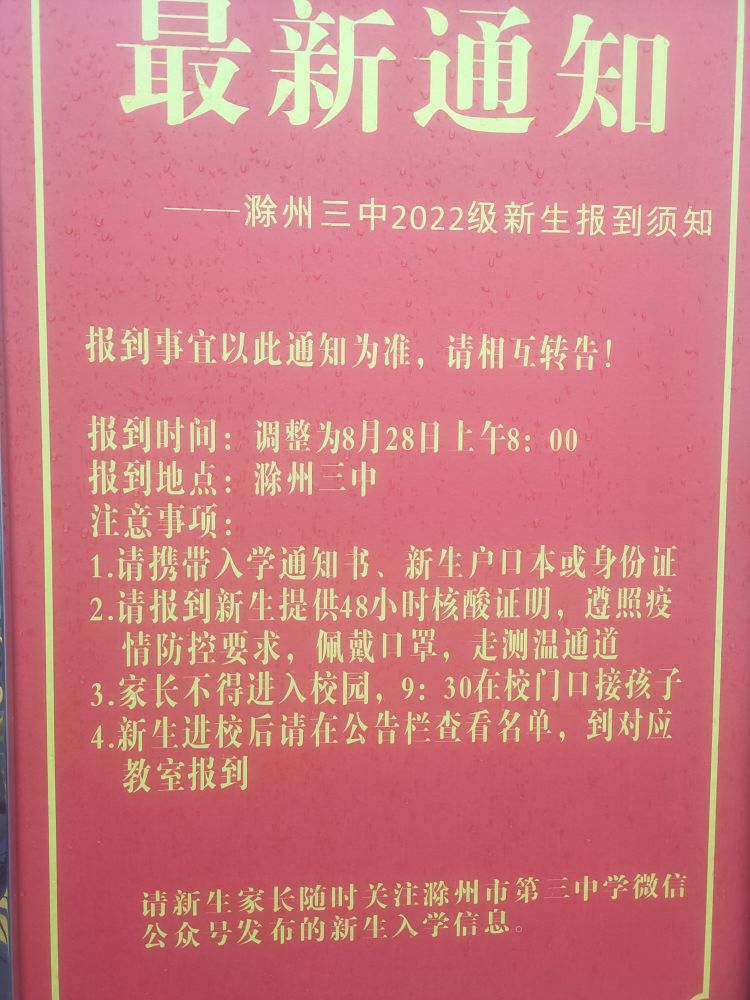 最新通知
——滁州三中2022级新生报到须知
报到事宜以此通知为准，请相互转告！
报到时间：调整为8月28日上午8：00
报到地点：滁州三中
注意事项：
1.请携带入学通知书、新生户口本或身份证
2.请报到新生提供48小时核酸证明，遵照疫
情防控要求，佩戴口罩，走测温通道
3.家长不得进入校园，9：30在校门口接孩子
4.新生进校后请在公告栏查看名单，到对应
教室报到
请新生家长随时关注滁州市第三中学微信
公众号发布的新生入学信息。